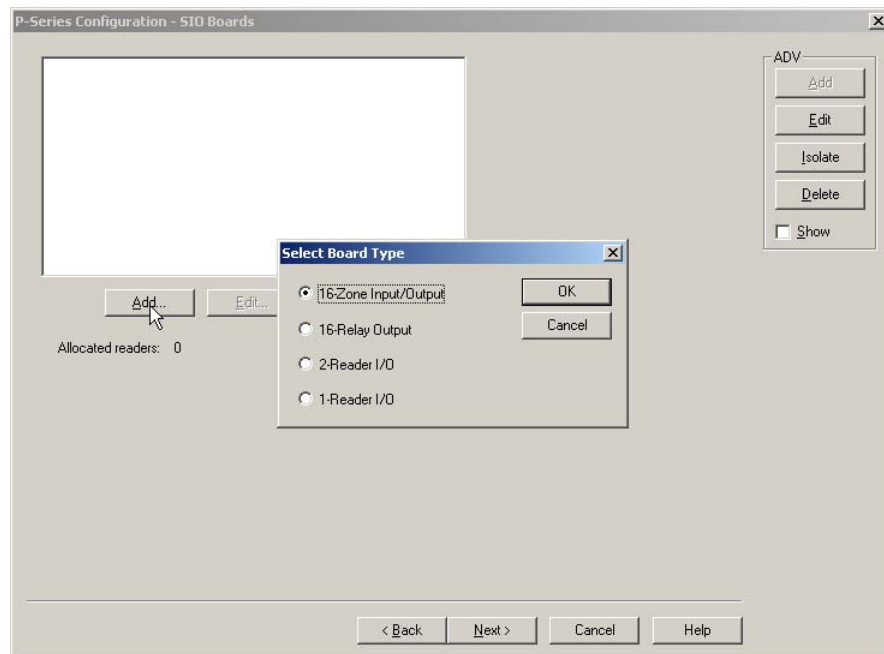 P-Series Configuration - SIO Boards
ADV
Add
Edit
Isolate
Delete
Show
Select Board Type
16-Zone Input/Output
16-Relay Output
2-Reader I/O
1-Reader I/O
OK
Cancel
Add...
Edit...
Allocated readers: 0
< Back
Next >
Cancel
Help